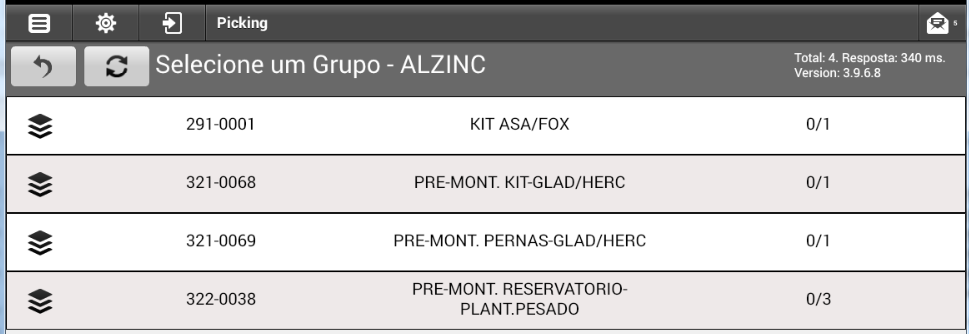 Picking
s
Selecione um Grupo - ALZINC
Total: 4. Resposta: 340 ms.
Version: 3.9.6.8
291-0001 KIT ASA/FOX 0/1
321-0068 PRE-MONT. KIT-GLAD/HERC 0/1
321-0069 PRE-MONT. PERNAS-GLAD/HERC 0/1
322-0038 PRE-MONT. RESERVATORIO- 0/3
PLANT.PESADO